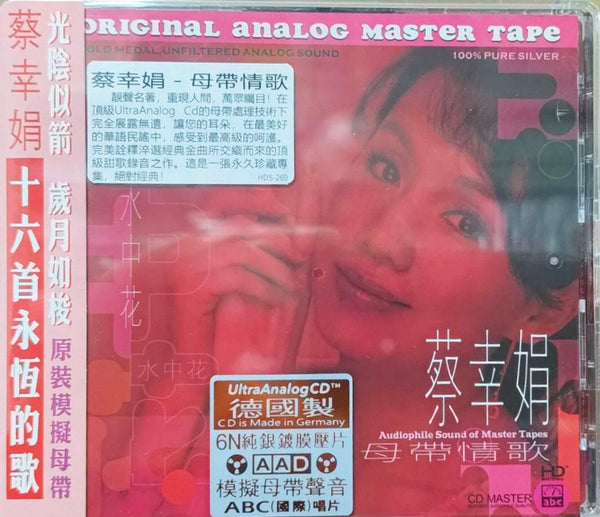 ORIGINAL ANALOG MASTER TAPE
GOLD MEDAL.UNFILTERED ANALOG SOUND
100% PURE SILVER
蔡幸娟－母帶情歌
靚聲名著，重現人間，萬眾矚目！在
頂級UltraAnalog Cd的母帶處理技術下
完全展露無遺，讓您的耳朵，在最美好
的華語民謠中，感受到最高級的呵護。
完美詮釋淬選經典金曲所交織而來的頂
級甜歌錄音之作。這是一張永久珍藏專
集，絕對經典！
HDS-269
蔡幸娟
十六首永恆的歌
光陰似箭 歲月如梭
原裝模擬母帶
水中花
水中花
蔡幸娟
Audiophile Sound of Master Tapes
母帶情歌
UltraAnalogCD™
德國製
CD is Made in Germany
6N純銀鍍膜壓片
AAD
模擬母帶聲音
ABC(國際)唱片
CD MASTER
HD
abc